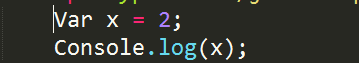 Var x = 2;
Console.log(x);